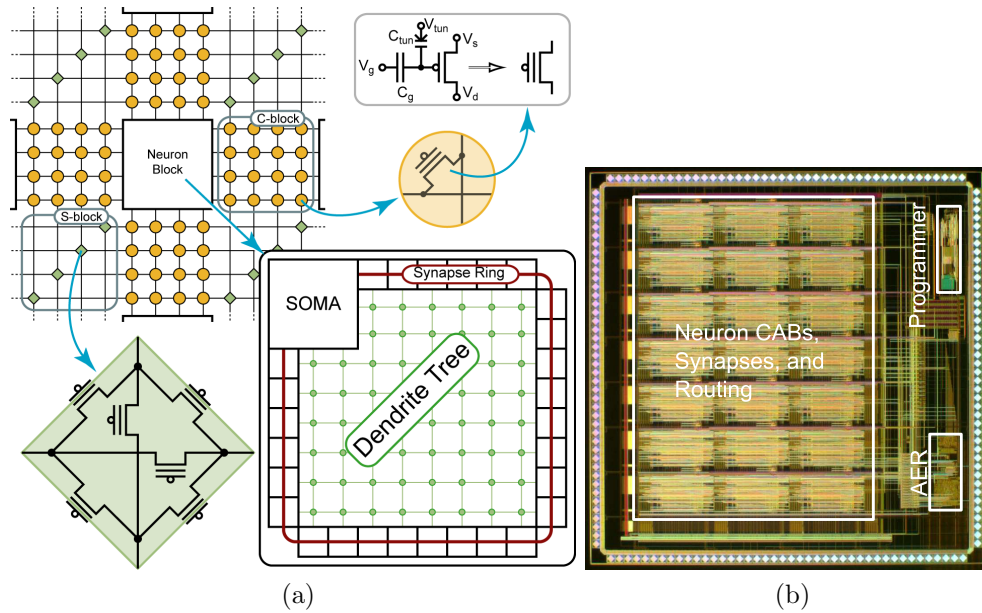 V_tun
C_tun
V_s
V_g
C_g
V_d
C-block
Neuron
Block
S-block
Synapse Ring
SOMA
Dendrite Tree
Programmer
Neuron CABs,
Synapses, and
Routing
AER
(a)
(b)